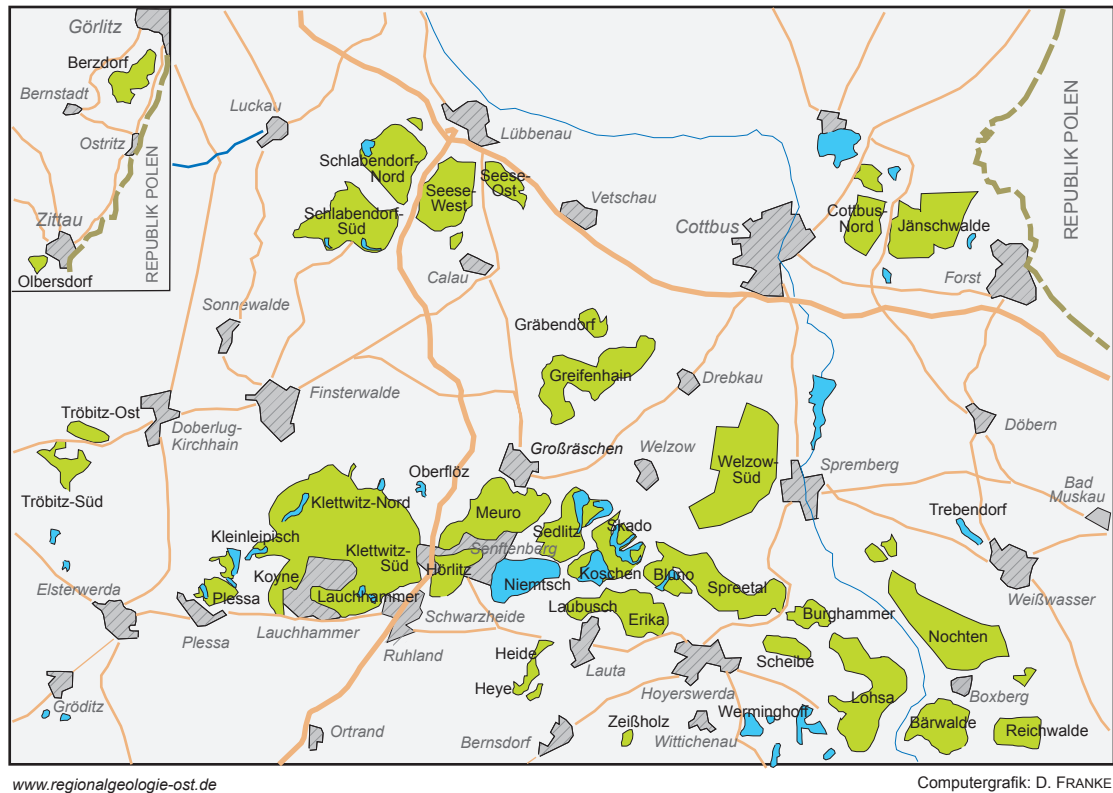 Görlitz
Berzdorf
Bernstadt
Ostritz
Zittau
Olbersdorf
REPUBLIK POLEN
Luckau
Lübbenau
Schlabendorf-
Nord
Seese-
West
Seese-
Ost
Schlabendorf-
Süd
Vetschau
Cottbus
Cottbus-
Nord
Jänschwalde
REPUBLIK POLEN
Calau
Forst
Sonnewalde
Gräbendorf
Greifenhain
Drebkau
Finsterwalde
Tröbitz-Ost
Doberlug-
Kirchhain
Döbern
Großräschen
Welzow
Welzow-
Süd
Spremberg
Tröbitz-Süd
Oberflöz
Klettwitz-Nord
Meuro
Sedlitz
Skado
Trebendorf
Bad
Muskau
Kleinleipisch
Klettwitz-
Süd
Senftenberg
Elsterwerda
Koyne
Hörlitz
Niemtsch
Koschen
Bluno
Spreetal
Plessa
Lauchhammer
Laubusch
Erika
Burghammer
Weißwasser
Plessa
Lauchhammer
Schwarzheide
Nochten
Ruhland
Heide
Lauta
Scheibe
Heye
Hoyerswerda
Lohsa
Boxberg
Gröditz
Ortrand
Zeißholz
Werminghoff
Bärwalde
Reichwalde
Bernsdorf
Wittichenau
www.regionalgeologie-ost.de
Computergrafik: D. FRANKE